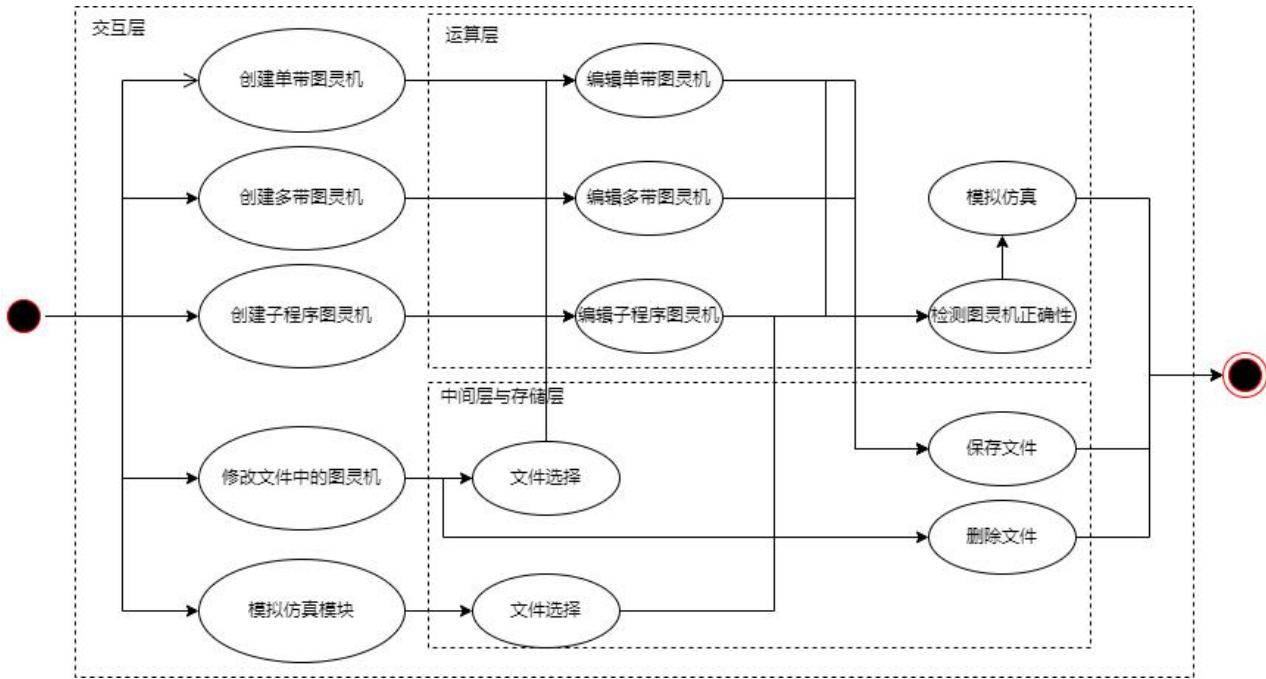 交互层
运算层
创建单带图灵机
编辑单带图灵机
创建多带图灵机
编辑多带图灵机
模拟仿真
创建子程序图灵机
编辑子程序图灵机
检测图灵机正确性
中间层与存储层
修改文件中的图灵机
文件选择
保存文件
删除文件
模拟仿真模块
文件选择